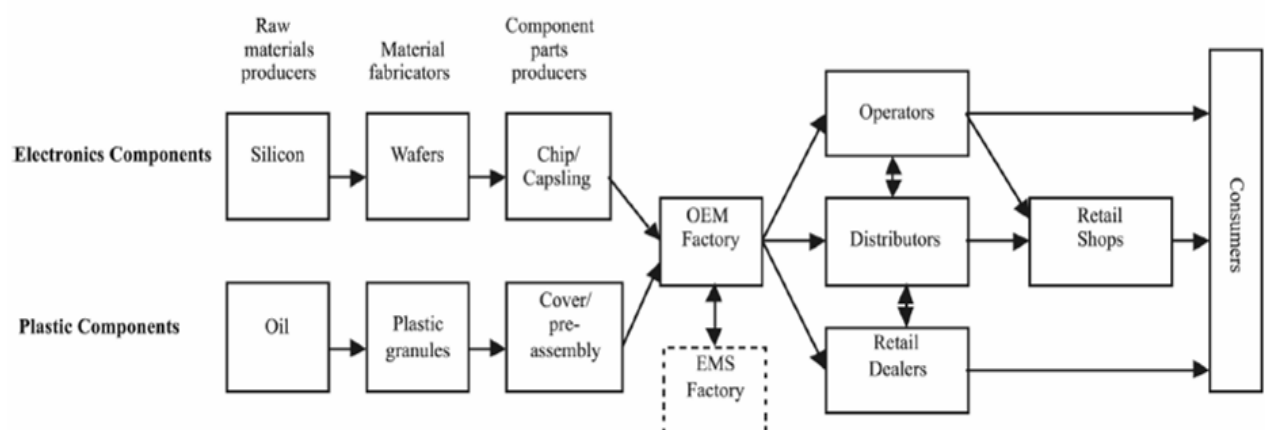 Raw
materials
producers
Material
fabricators
Component
parts
producers
Electronics Components
Silicon
Wafers
Chip/
Capsling
Plastic Components
Oil
Plastic
granules
Cover/
pre-
assembly
OEM
Factory
EMS
Factory
Operators
Distributors
Retail
Dealers
Retail
Shops
Consumers